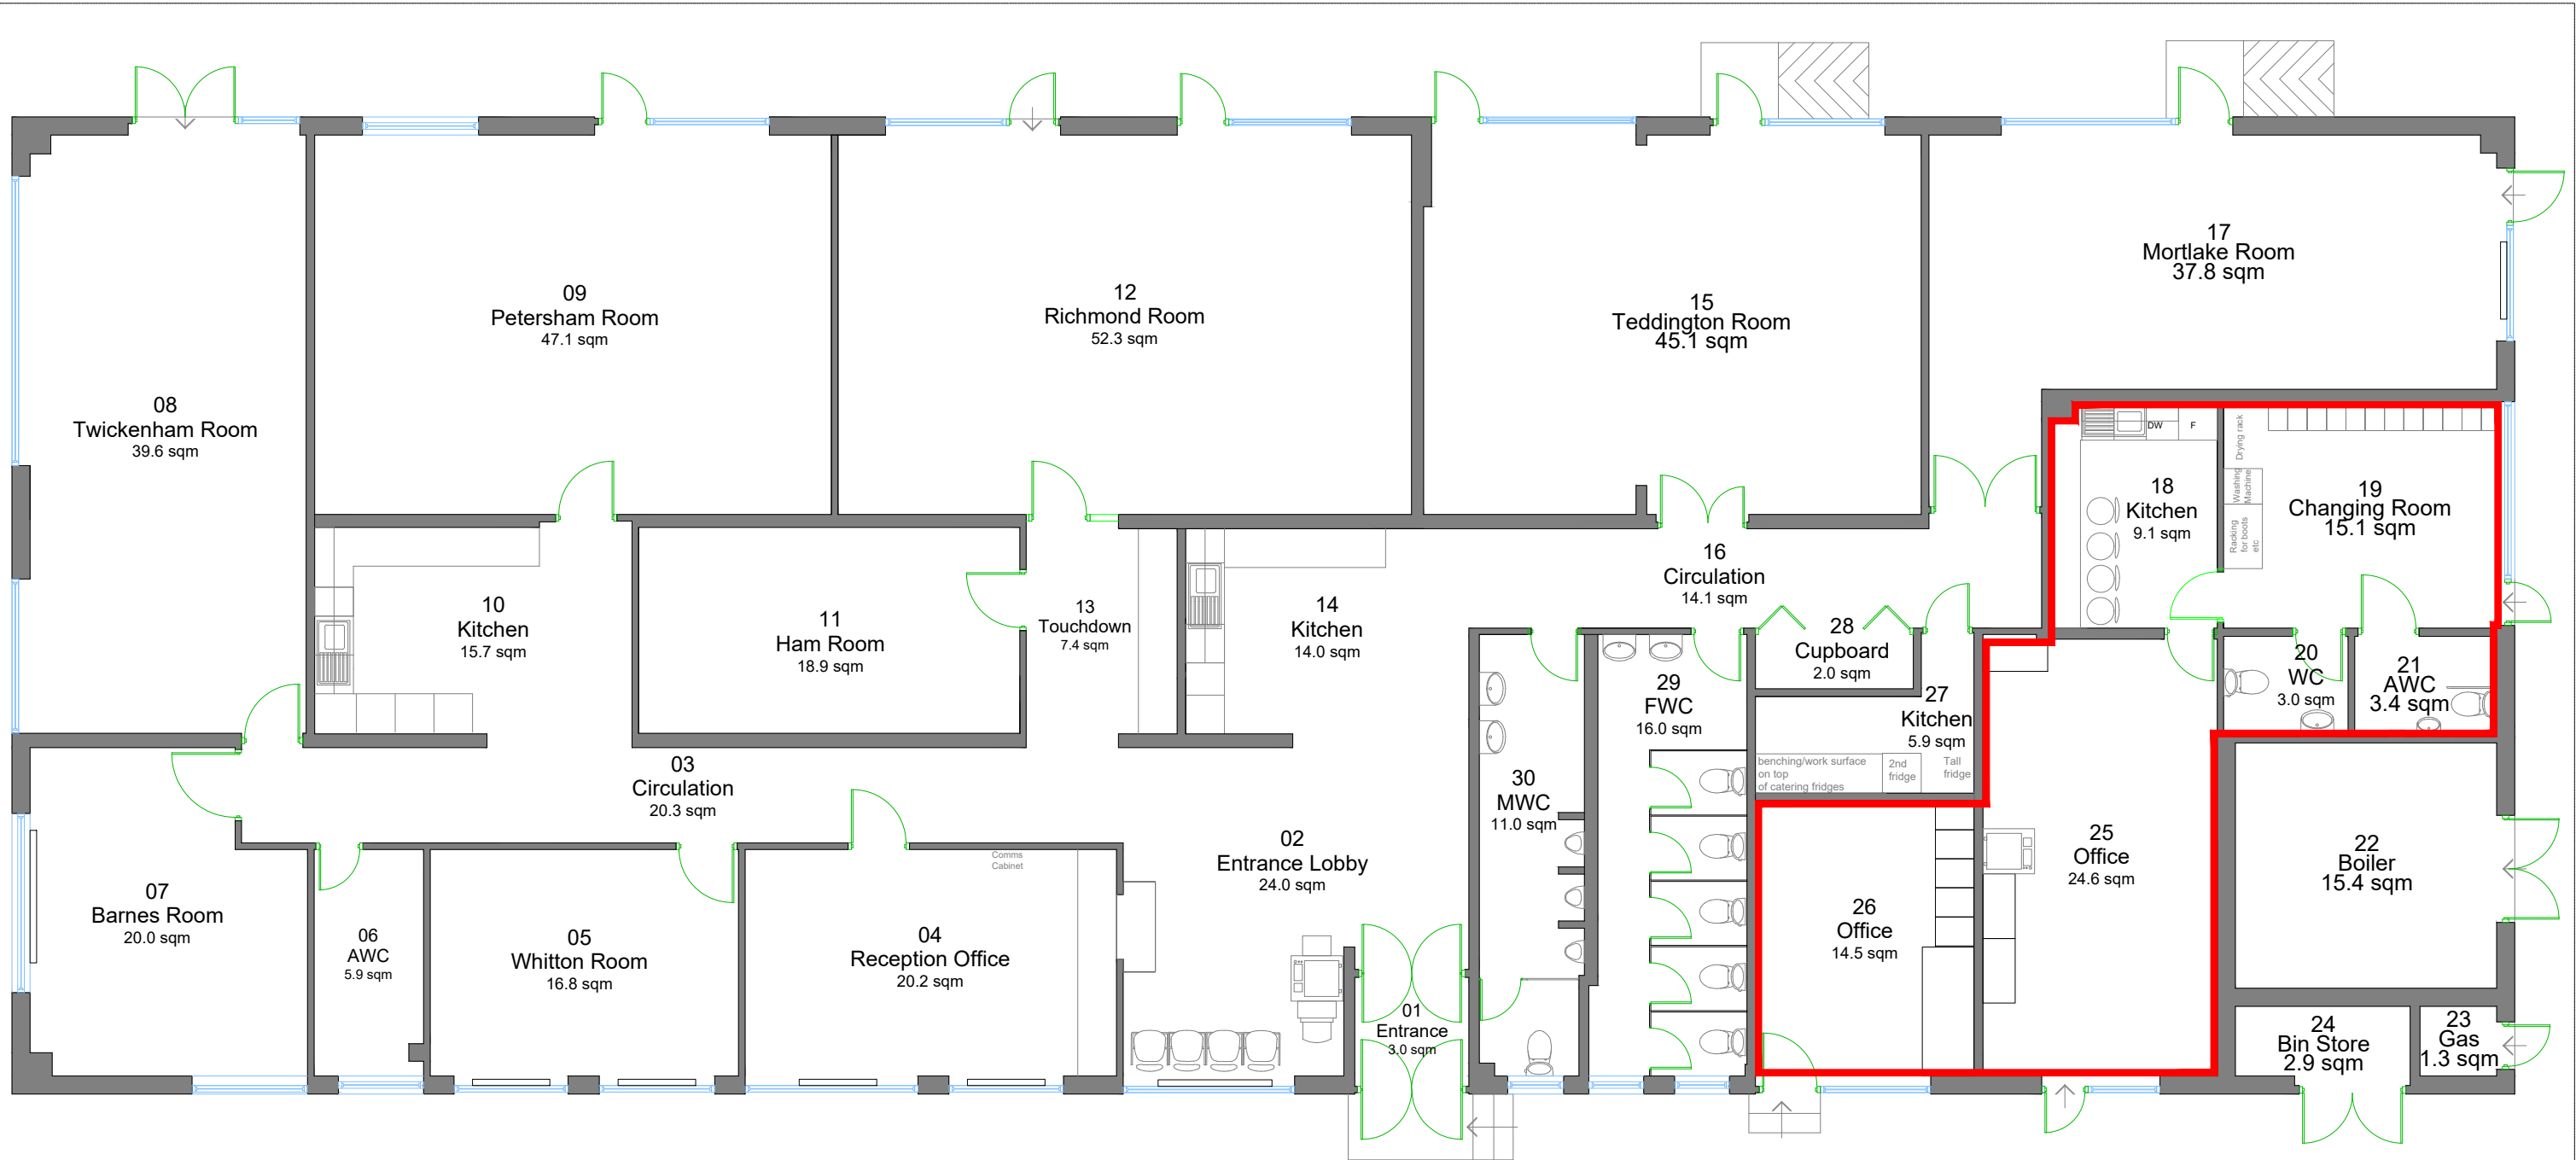 08
Twickenham Room
39.6 sqm
09
Petersham Room
47.1 sqm
12
Richmond Room
52.3 sqm
15
Teddington Room
45.1 sqm
17
Mortlake Room
37.8 sqm
10
Kitchen
15.7 sqm
11
Ham Room
18.9 sqm
13
Touchdown
7.4 sqm
14
Kitchen
14.0 sqm
16
Circulation
14.1 sqm
DW
F
18
Kitchen
9.1 sqm
Drying rack
Washing
Machine
Racking
for boots
etc
19
Changing Room
15.1 sqm
28
Cupboard
2.0 sqm
20
WC
3.0 sqm
21
AWC
3.4 sqm
29
FWC
16.0 sqm
27
Kitchen
5.9 sqm
benching/work surface
on top
of catering fridges
2nd
fridge
Tall
fridge
03
Circulation
20.3 sqm
30
MWC
11.0 sqm
02
Entrance Lobby
24.0 sqm
Comms
Cabinet
07
Barnes Room
20.0 sqm
06
AWC
5.9 sqm
05
Whitton Room
16.8 sqm
04
Reception Office
20.2 sqm
01
Entrance
3.0 sqm
26
Office
14.5 sqm
25
Office
24.6 sqm
22
Boiler
15.4 sqm
24
Bin Store
2.9 sqm
23
Gas
1.3 sqm